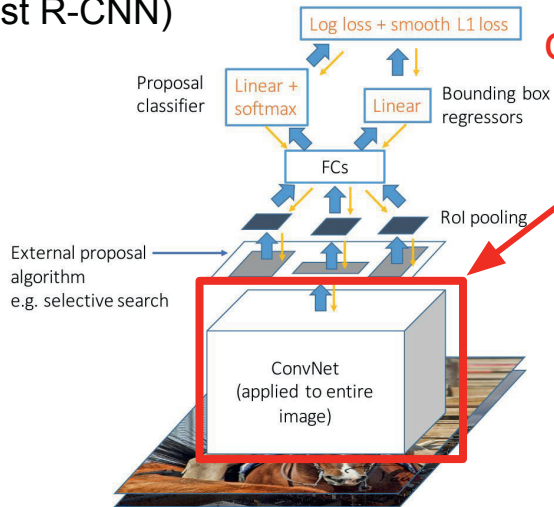 st R-CNN)
Log loss + smooth L1 loss
Proposal
classifier
Linear +
softmax
Linear
Bounding box
regressors
FCs
RoI pooling
External proposal
algorithm
e.g. selective search
ConvNet
(applied to entire
image)